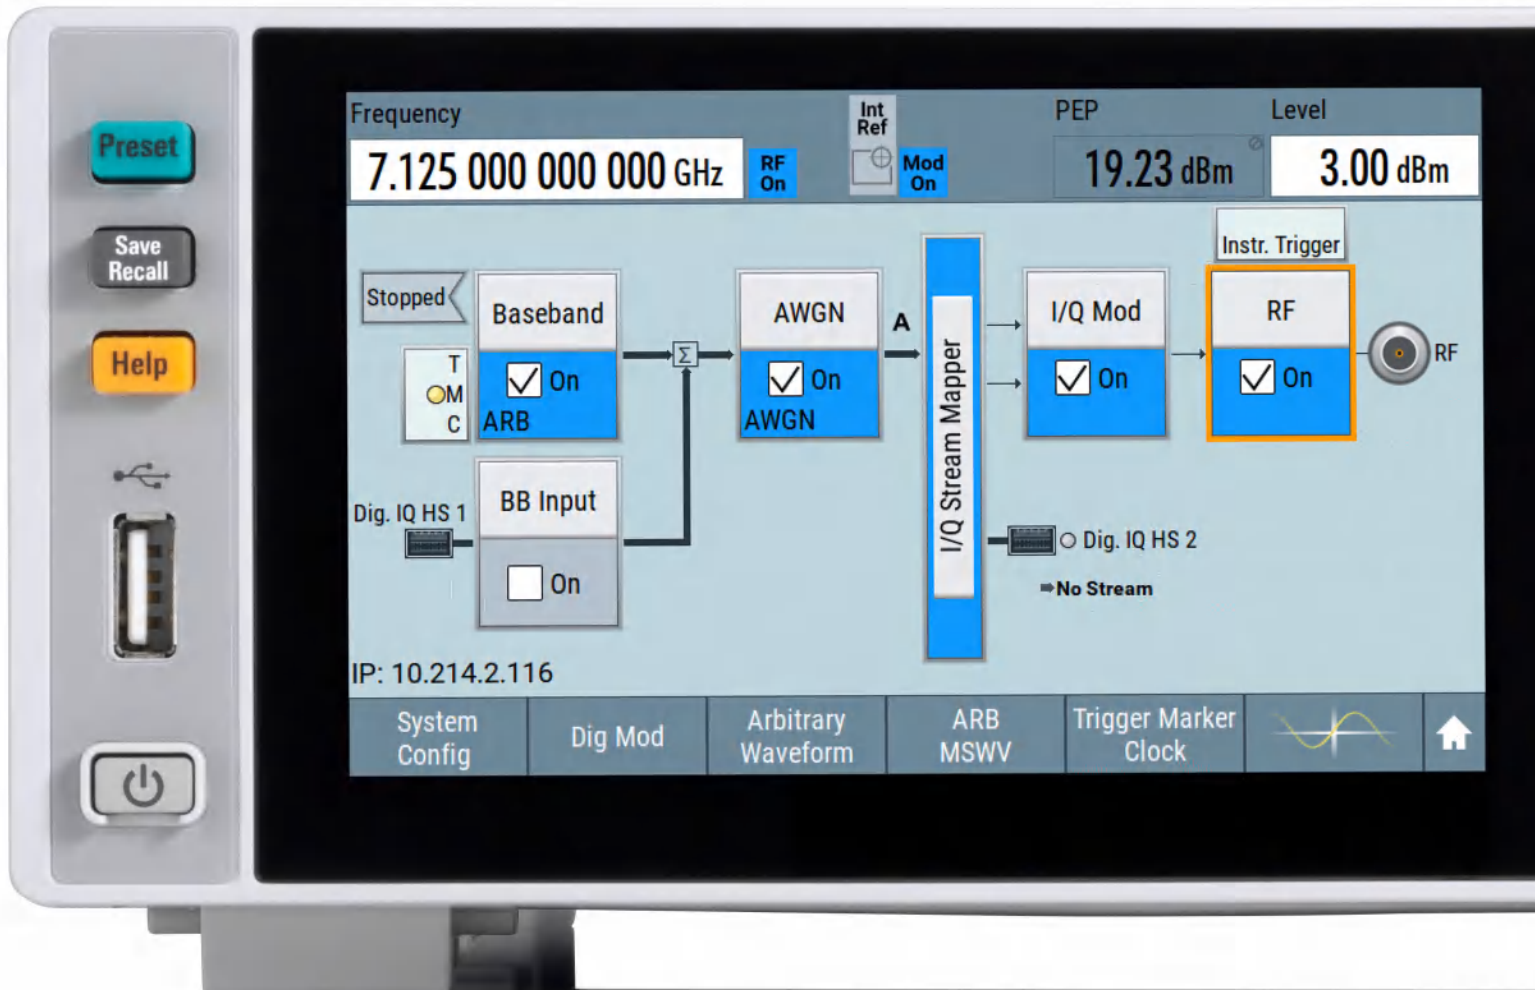 Preset
Save
Recall
Help
Frequency
7.125 000 000 000 GHz
RF
On
Int
Ref
Mod
On
PEP
19.23 dBm
Level
3.00 dBm
Instr. Trigger
Stopped
Baseband
On
ARB
T
M
C
Σ
AWGN
On
AWGN
A
I/Q Stream Mapper
I/Q Mod
On
RF
On
RF
Dig. IQ HS 1
BB Input
On
Dig. IQ HS 2
No Stream
IP: 10.214.2.116
System
Config
Dig Mod
Arbitrary
Waveform
ARB
MSWV
Trigger Marker
Clock